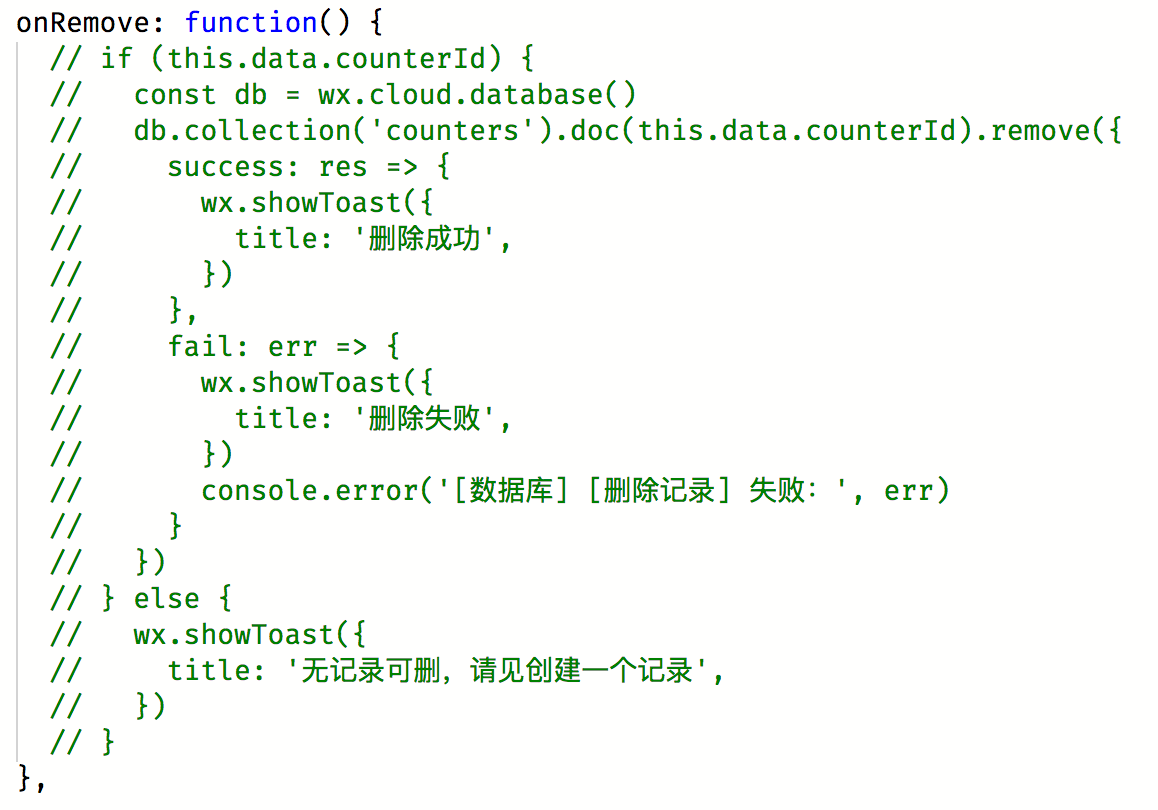 onRemove: function() {
  // if (this.data.counterId) {
  //   const db = wx.cloud.database()
  //   db.collection('counters').doc(this.data.counterId).remove({
  //     success: res => {
  //       wx.showToast({
  //         title: '删除成功',
  //       })
  //     },
  //     fail: err => {
  //       wx.showToast({
  //         title: '删除失败',
  //       })
  //       console.error('[数据库] [删除记录] 失败：', err)
  //     }
  //   })
  // } else {
  //   wx.showToast({
  //     title: '无记录可删，请见创建一个记录',
  //   })
  // }
},